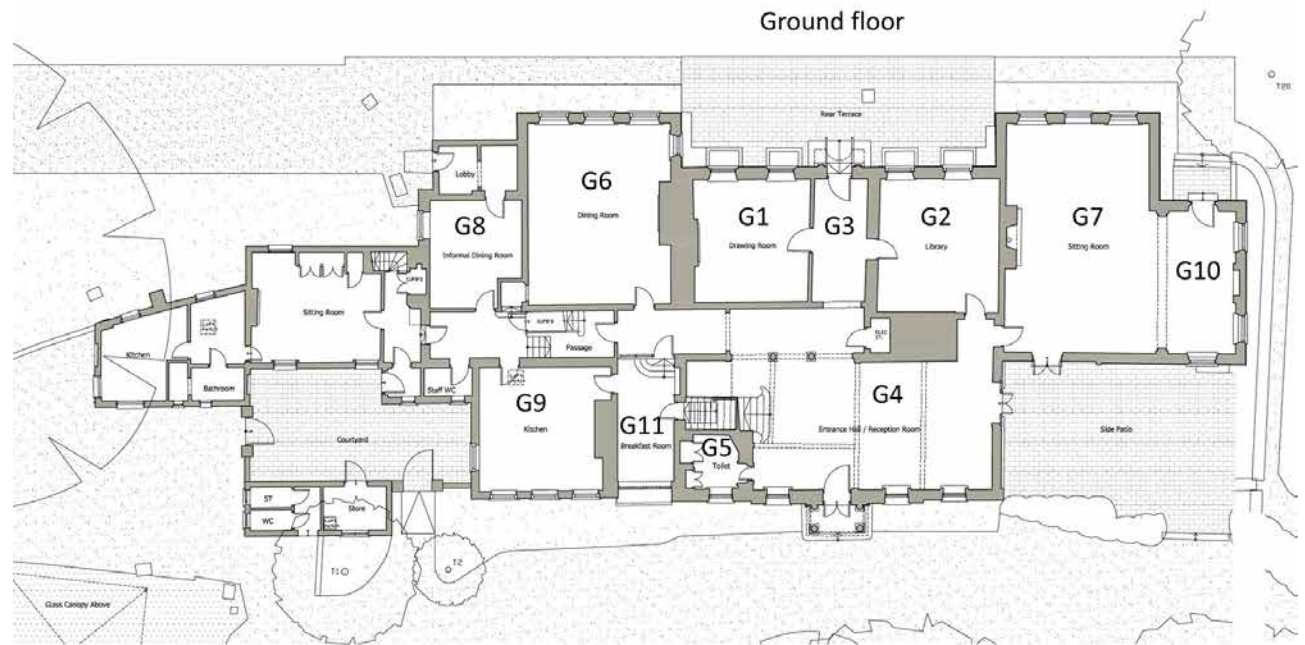 Ground floor
T20
Rear Terrace
G6
Dining Room
Lobby
G1
Drawing Room
G3
G2
Library
G7
Sitting Room
G8
Informal Dining Room
G10
Sitting Room
Kitchen
Bathroom
Passage
Staff WC
G9
Kitchen
G11
Breakfast Room
G4
Entrance Hall / Reception Room
G5
Toilet
Side Patio
Courtyard
ST
WC
Store
T1
T2
Glass Canopy Above